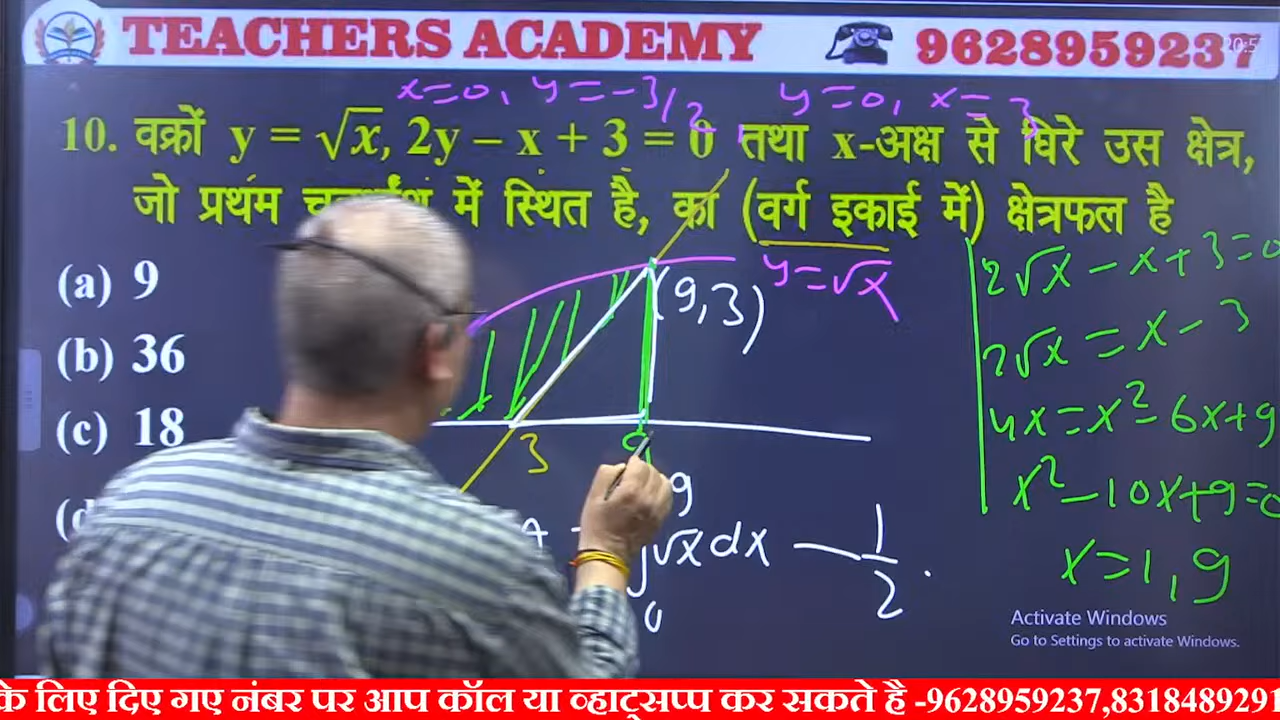 TEACHERS ACADEMY ☎ 9628959237
x=0, y=-3/2 y=0, x=3
10. वक्रों y = √x, 2y – x + 3 = 0 तथा x-अक्ष से घिरे उस क्षेत्र,
जो प्रथम में स्थित है, का (वर्ग इकाई में) क्षेत्रफल है
(a) 9
(b) 36
(c) 18
(d
y=√x
(9,3)
3
9
∫₀⁹ √x dx — 1/2 .
2√x - x + 3 = 0
2√x = x - 3
4x = x² - 6x + 9
x² - 10x + 9 = 0
x = 1, 9
Activate Windows
Go to Settings to activate Windows.
के लिए दिए गए नंबर पर आप कॉल या व्हाट्सप्प कर सकते है -9628959237,8318489291